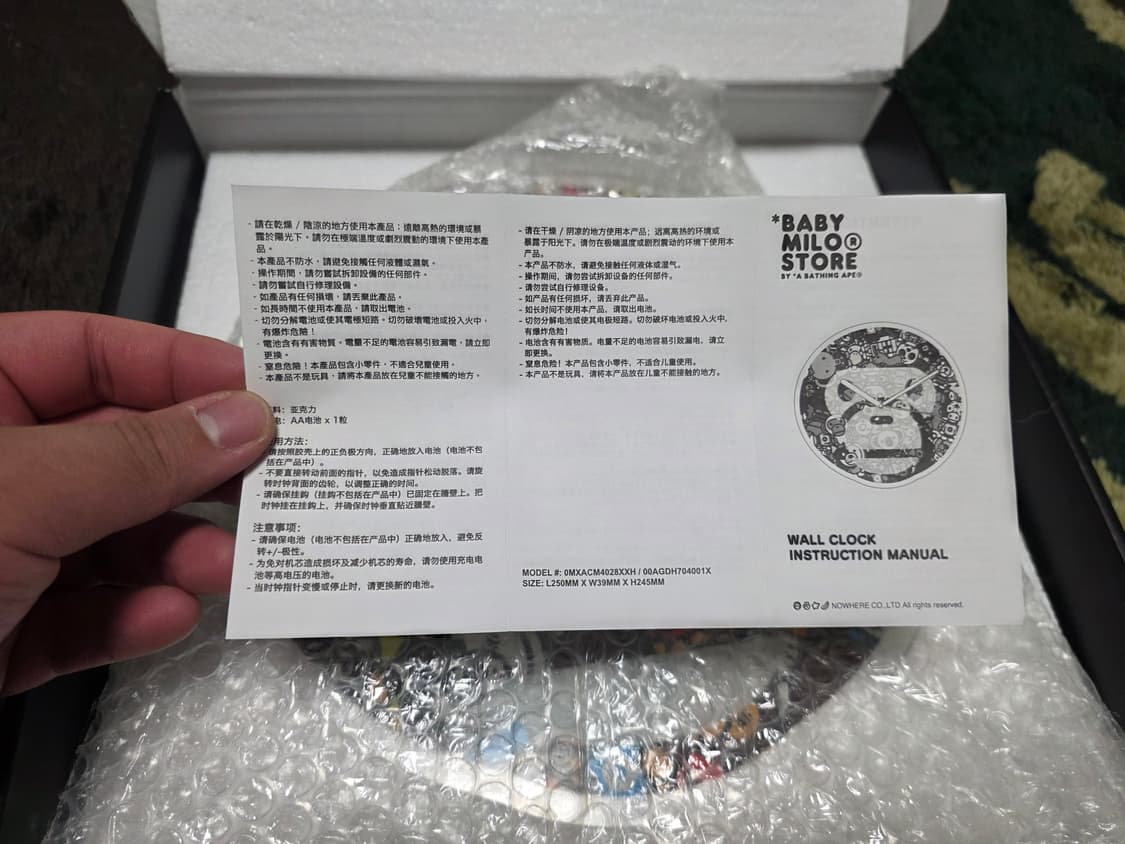 - 請在乾燥 / 陰涼的地方使用本產品；遠離高熱的環境或暴
露於陽光下。請勿在極端溫度或劇烈震動的環境下使用本產
品。
- 本產品不防水，請避免接觸任何液體或濕氣。
- 操作期間，請勿嘗試拆卸設備的任何部件。
- 請勿嘗試自行修理設備。
- 如產品有任何損壞，請丟棄此產品。
- 如長時間不使用本產品，請取出電池。
- 切勿分解電池或使其電極短路。切勿破壞電池或投入火中，
有爆炸危險！
- 電池含有有害物質。電量不足的電池容易引致漏電，請立即
更換。
- 窒息危險！本產品包含小零件，不適合兒童使用。
- 本產品不是玩具，請將本產品放在兒童不能接觸的地方。
料：亚克力
电：AA电池 x 1粒
用方法：
请按照胶壳上的正负极方向，正确地放入电池（电池不包
括在产品中）。
- 不要直接转动前面的指针，以免造成指针松动脱落。请旋
转时钟背面的齿轮，以调整正确的时间。
- 请确保挂鈎（挂鈎不包括在产品中）已固定在牆壁上。把
时钟挂在挂鈎上，并确保时钟垂直贴近牆壁。
注意事项：
- 请确保电池（电池不包括在产品中）正确地放入，避免反
转+/-极性。
- 为免对机芯造成损坏及减少机芯的寿命，请勿使用充电电
池等高电压的电池。
- 当时钟指针变慢或停止时，请更换新的电池。
- 请在干燥 / 阴凉的地方使用本产品；远离高热的环境或
暴露于阳光下。请勿在极端温度或剧烈震动的环境下使用本
产品。
- 本产品不防水，请避免接触任何液体或湿气。
- 操作期间，请勿尝试拆卸设备的任何部件。
- 请勿尝试自行修理设备。
- 如产品有任何损坏，请丢弃此产品。
- 如长时间不使用本产品，请取出电池。
- 切勿分解电池或使其电极短路。切勿破坏电池或投入火中，
有爆炸危险!
- 电池含有有害物质。电量不足的电池容易引致漏电，请立
即更换。
- 窒息危险! 本产品包含小零件，不适合儿童使用。
- 本产品不是玩具，请将本产品放在儿童不能接触的地方。
MODEL #: 0MXACM4028XXH / 00AGDH704001X
SIZE: L250MM X W39MM X H245MM
*BABY
MILO®
STORE
BY *A BATHING APE®
WALL CLOCK
INSTRUCTION MANUAL
NOWHERE CO.,LTD All rights reserved.